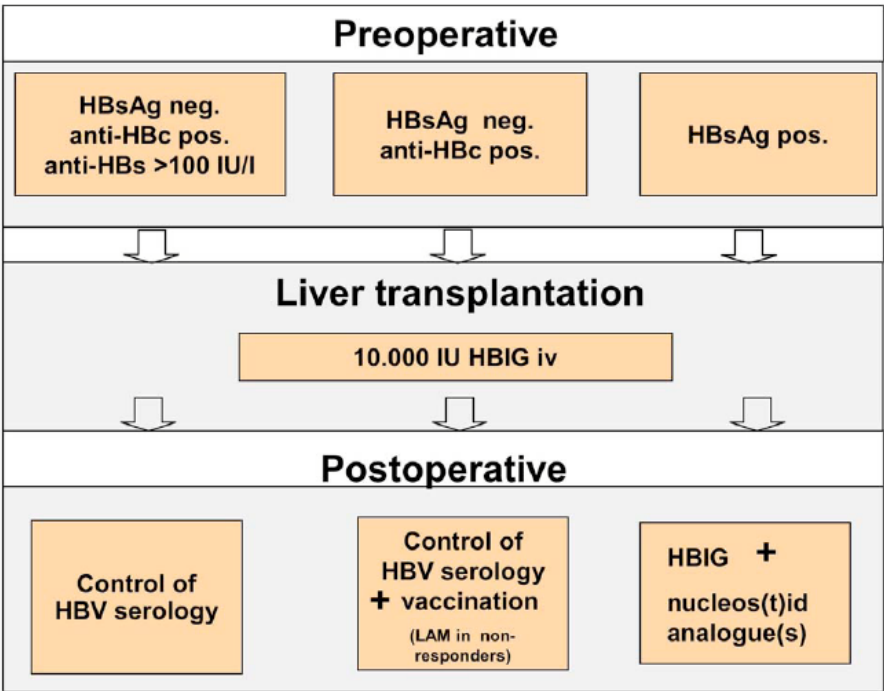 Preoperative
HBsAg neg.
anti-HBc pos.
anti-HBs >100 IU/l
HBsAg neg.
anti-HBc pos.
HBsAg pos.
Liver transplantation
10.000 IU HBIG iv
Postoperative
Control of
HBV serology
Control of
HBV serology
+ vaccination
(LAM in non-
responders)
HBIG +
nucleos(t)id
analogue(s)